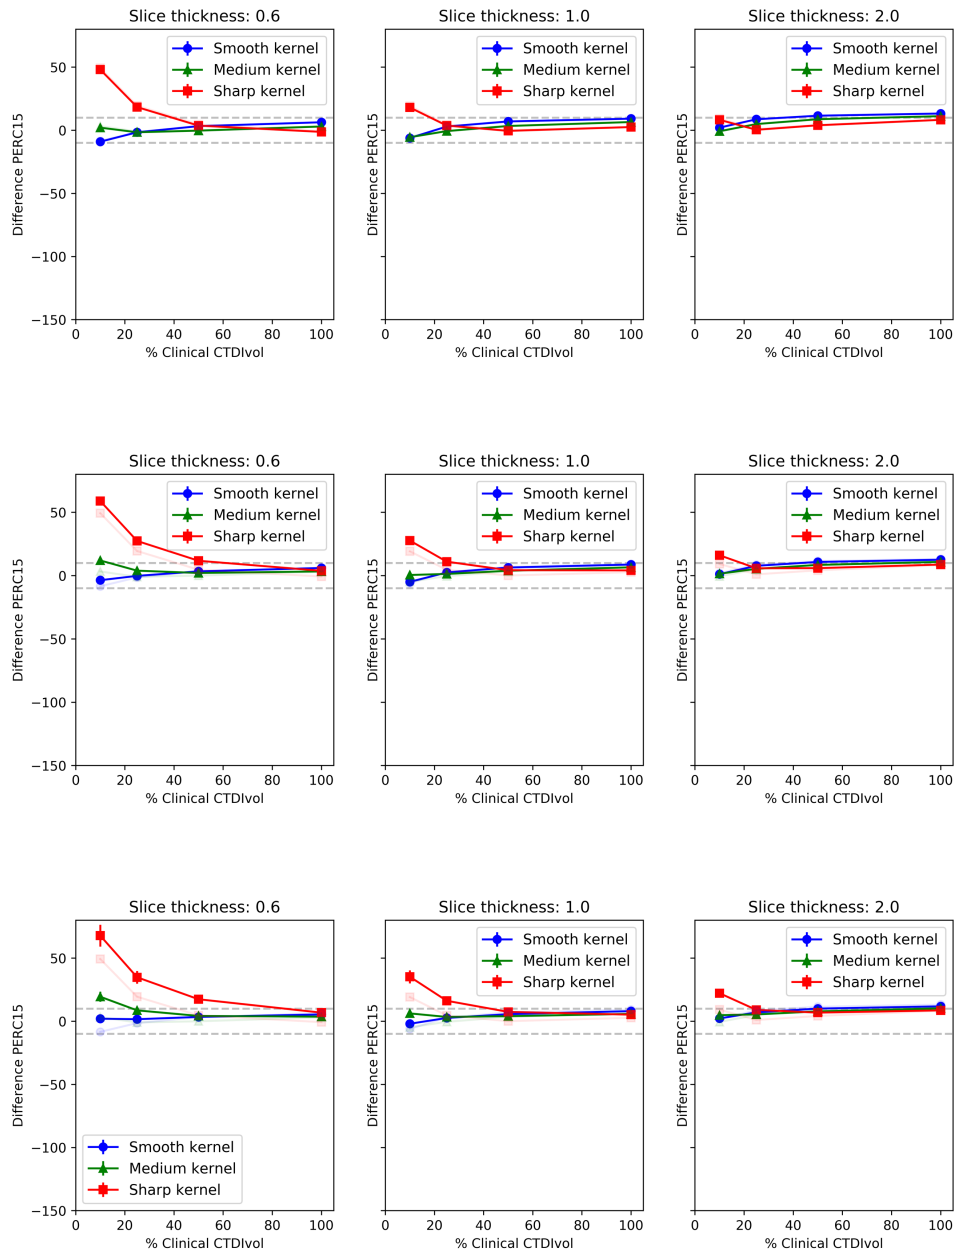 Slice thickness: 0.6
Slice thickness: 1.0
Slice thickness: 2.0
Smooth kernel
Medium kernel
Sharp kernel
Smooth kernel
Medium kernel
Sharp kernel
Smooth kernel
Medium kernel
Sharp kernel
50
0
−50
−100
−150
Difference PERC15
Difference PERC15
Difference PERC15
0 20 40 60 80 100
0 20 40 60 80 100
0 20 40 60 80 100
% Clinical CTDIvol
% Clinical CTDIvol
% Clinical CTDIvol
Slice thickness: 0.6
Slice thickness: 1.0
Slice thickness: 2.0
Smooth kernel
Medium kernel
Sharp kernel
Smooth kernel
Medium kernel
Sharp kernel
Smooth kernel
Medium kernel
Sharp kernel
50
0
−50
−100
−150
Difference PERC15
Difference PERC15
Difference PERC15
0 20 40 60 80 100
0 20 40 60 80 100
0 20 40 60 80 100
% Clinical CTDIvol
% Clinical CTDIvol
% Clinical CTDIvol
Slice thickness: 0.6
Slice thickness: 1.0
Slice thickness: 2.0
Smooth kernel
Medium kernel
Sharp kernel
Smooth kernel
Medium kernel
Sharp kernel
50
0
−50
−100
−150
Difference PERC15
Difference PERC15
Difference PERC15
Smooth kernel
Medium kernel
Sharp kernel
0 20 40 60 80 100
0 20 40 60 80 100
0 20 40 60 80 100
% Clinical CTDIvol
% Clinical CTDIvol
% Clinical CTDIvol